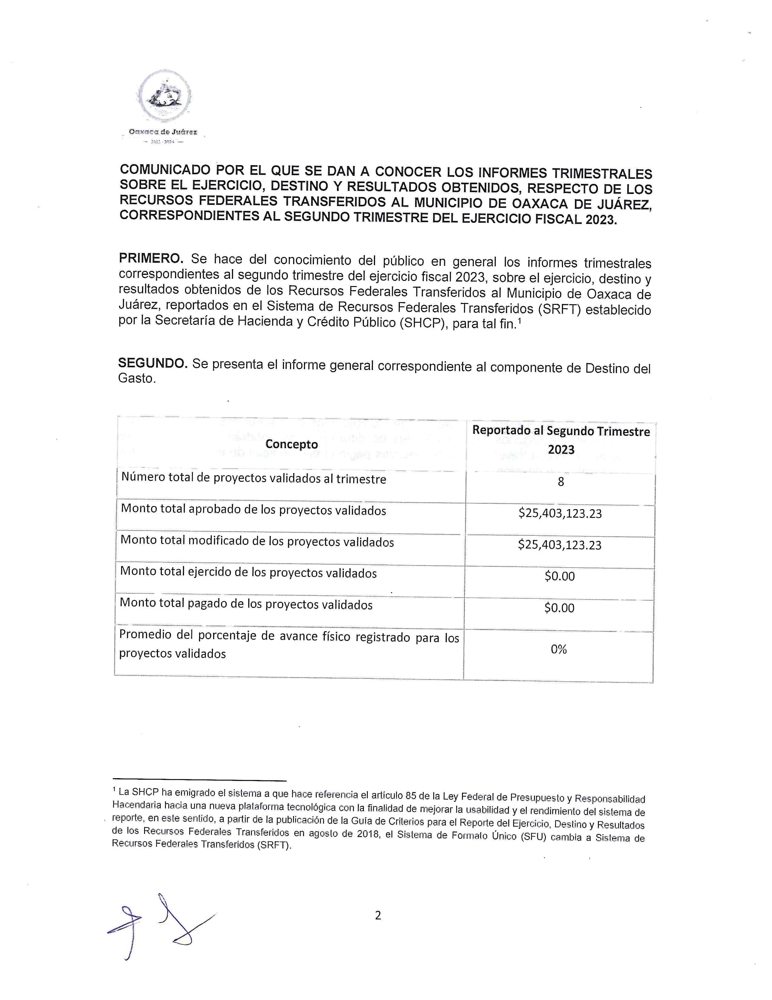 Oaxaca de Juárez
2022 - 2024
COMUNICADO POR EL QUE SE DAN A CONOCER LOS INFORMES TRIMESTRALES
SOBRE EL EJERCICIO, DESTINO Y RESULTADOS OBTENIDOS, RESPECTO DE LOS
RECURSOS FEDERALES TRANSFERIDOS AL MUNICIPIO DE OAXACA DE JUÁREZ,
CORRESPONDIENTES AL SEGUNDO TRIMESTRE DEL EJERCICIO FISCAL 2023.
PRIMERO. Se hace del conocimiento del público en general los informes trimestrales
correspondientes al segundo trimestre del ejercicio fiscal 2023, sobre el ejercicio, destino y
resultados obtenidos de los Recursos Federales Transferidos al Municipio de Oaxaca de
Juárez, reportados en el Sistema de Recursos Federales Transferidos (SRFT) establecido
por la Secretaría de Hacienda y Crédito Público (SHCP), para tal fin.¹
SEGUNDO. Se presenta el informe general correspondiente al componente de Destino del
Gasto.
Concepto
Reportado al Segundo Trimestre
2023
Número total de proyectos validados al trimestre
8
Monto total aprobado de los proyectos validados
$25,403,123.23
Monto total modificado de los proyectos validados
$25,403,123.23
Monto total ejercido de los proyectos validados
$0.00
Monto total pagado de los proyectos validados
$0.00
Promedio del porcentaje de avance físico registrado para los
proyectos validados
0%
¹ La SHCP ha emigrado el sistema a que hace referencia el artículo 85 de la Ley Federal de Presupuesto y Responsabilidad
Hacendaria hacia una nueva plataforma tecnológica con la finalidad de mejorar la usabilidad y el rendimiento del sistema de
reporte, en este sentido, a partir de la publicación de la Guía de Criterios para el Reporte del Ejercicio, Destino y Resultados
de los Recursos Federales Transferidos en agosto de 2018, el Sistema de Formato Único (SFU) cambia a Sistema de
Recursos Federales Transferidos (SRFT).
2